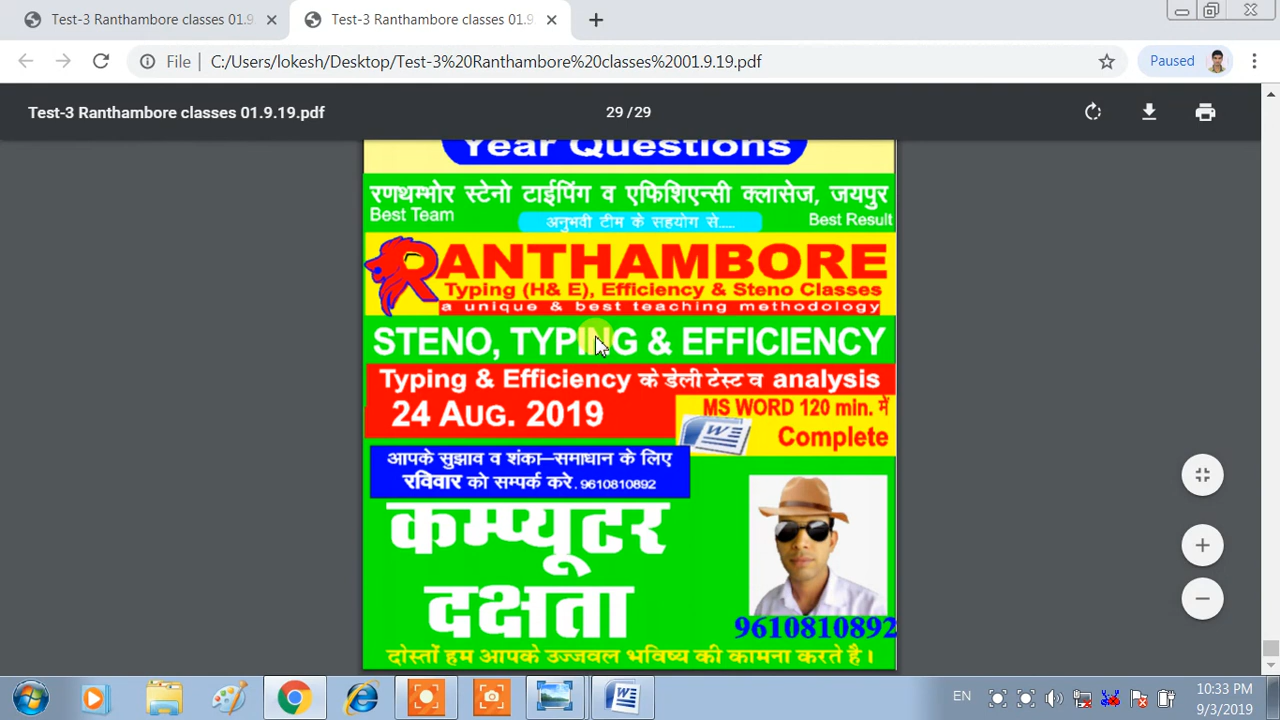 Test-3 Ranthambore classes 01.9
Test-3 Ranthambore classes 01.9
File
C:/Users/lokesh/Desktop/Test-3%20Ranthambore%20classes%2001.9.19.pdf
Paused
Test-3 Ranthambore classes 01.9.19.pdf
29 / 29
Year Questions
रणथम्भोर स्टेनो टाईपिंग व एफिशिएन्सी क्लासेज, जयपुर
Best Team
अनुभवी टीम के सहयोग से.....
Best Result
RANTHAMBORE
Typing (H& E), Efficiency & Steno Classes
a unique & best teaching methodology
STENO, TYPING & EFFICIENCY
Typing & Efficiency के डेली टेस्ट व analysis
24 AUG. 2019
MS WORD 120 min. में
Complete
आपके सुझाव व शंका–समाधान के लिए
रविवार को सम्पर्क करे. 9610810892
कम्प्यूटर
दक्षता
9610810892
दोस्तों हम आपके उज्जवल भविष्य की कामना करते है।
EN
10:33 PM
9/3/2019